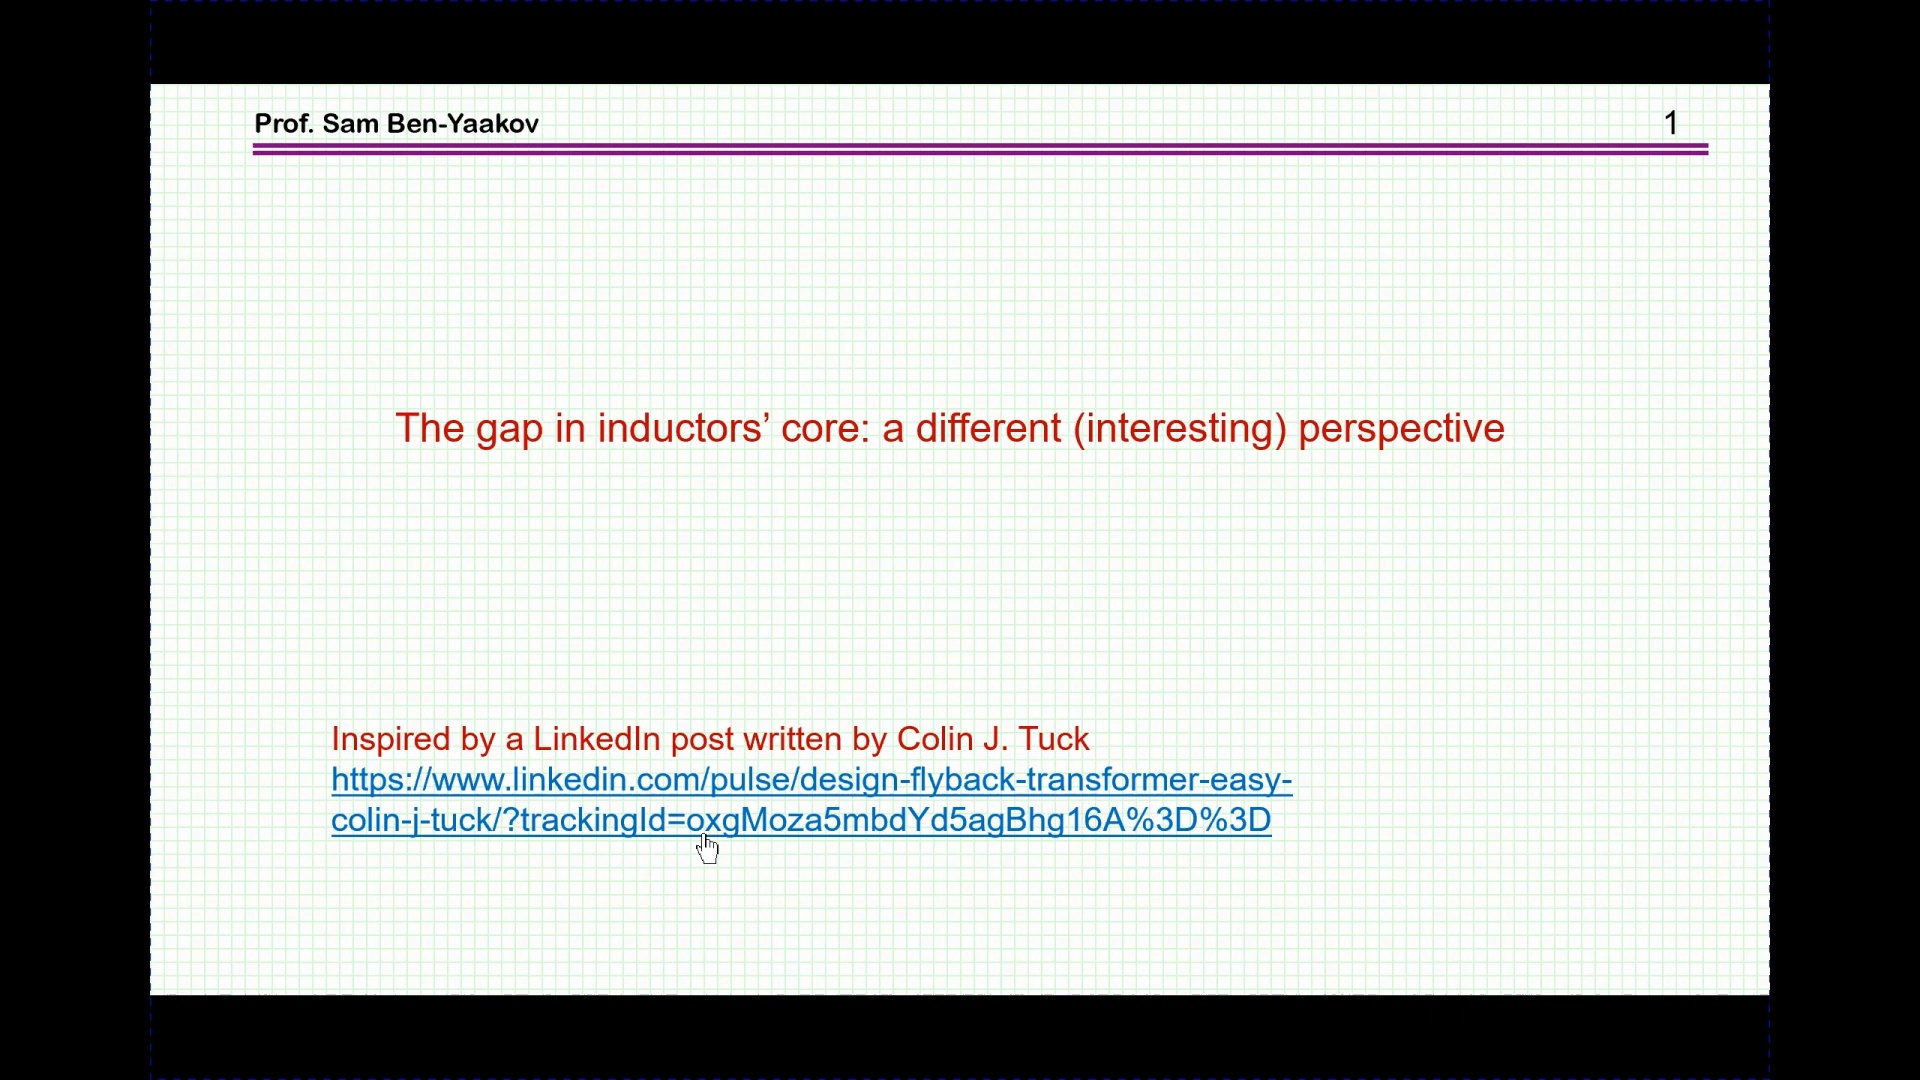 Prof. Sam Ben-Yaakov
1
The gap in inductors’ core: a different (interesting) perspective
Inspired by a LinkedIn post written by Colin J. Tuck
https://www.linkedin.com/pulse/design-flyback-transformer-easy-
colin-j-tuck/?trackingId=oxgMoza5mbdYd5agBhg16A%3D%3D